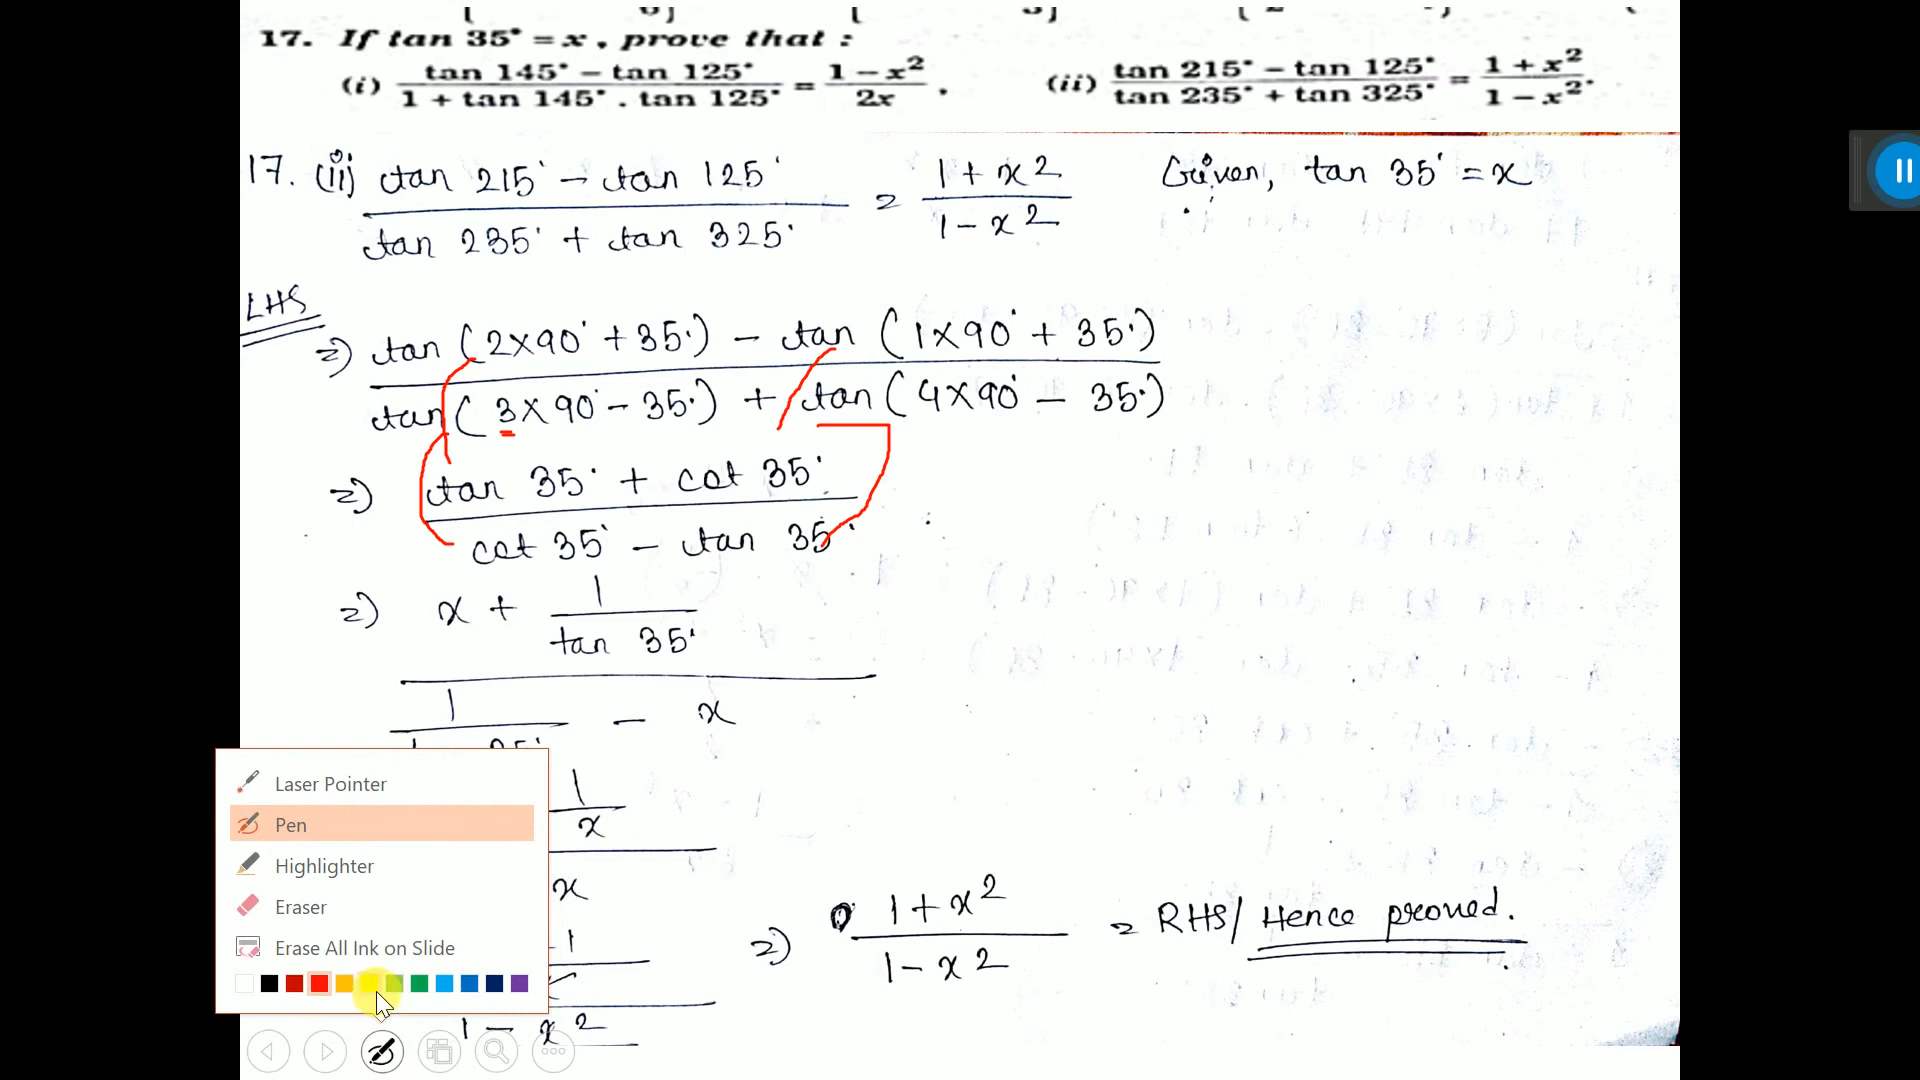 17. If tan 35° = x, prove that :
(i) tan 145° − tan 125° / 1 + tan 145° . tan 125° = 1 − x² / 2x .
(ii) tan 215° − tan 125° / tan 235° + tan 325° = 1 + x² / 1 − x² .
17. (ii) tan 215° − tan 125° / tan 235° + tan 325° = 1 + x² / 1 − x²
Given, tan 35° = x
LHS
⇒) tan (2×90° + 35°) − tan (1×90° + 35°)
tan (3×90° − 35°) + tan (4×90° − 35°)
⇒) tan 35° + cot 35°
cot 35° − tan 35°
⇒) x + 1 / tan 35°
1 − x
1
x
x
1
1 − x²
⇒) 1 + x² / 1 − x² = RHS/ Hence proved.
Laser Pointer
Pen
Highlighter
Eraser
Erase All Ink on Slide